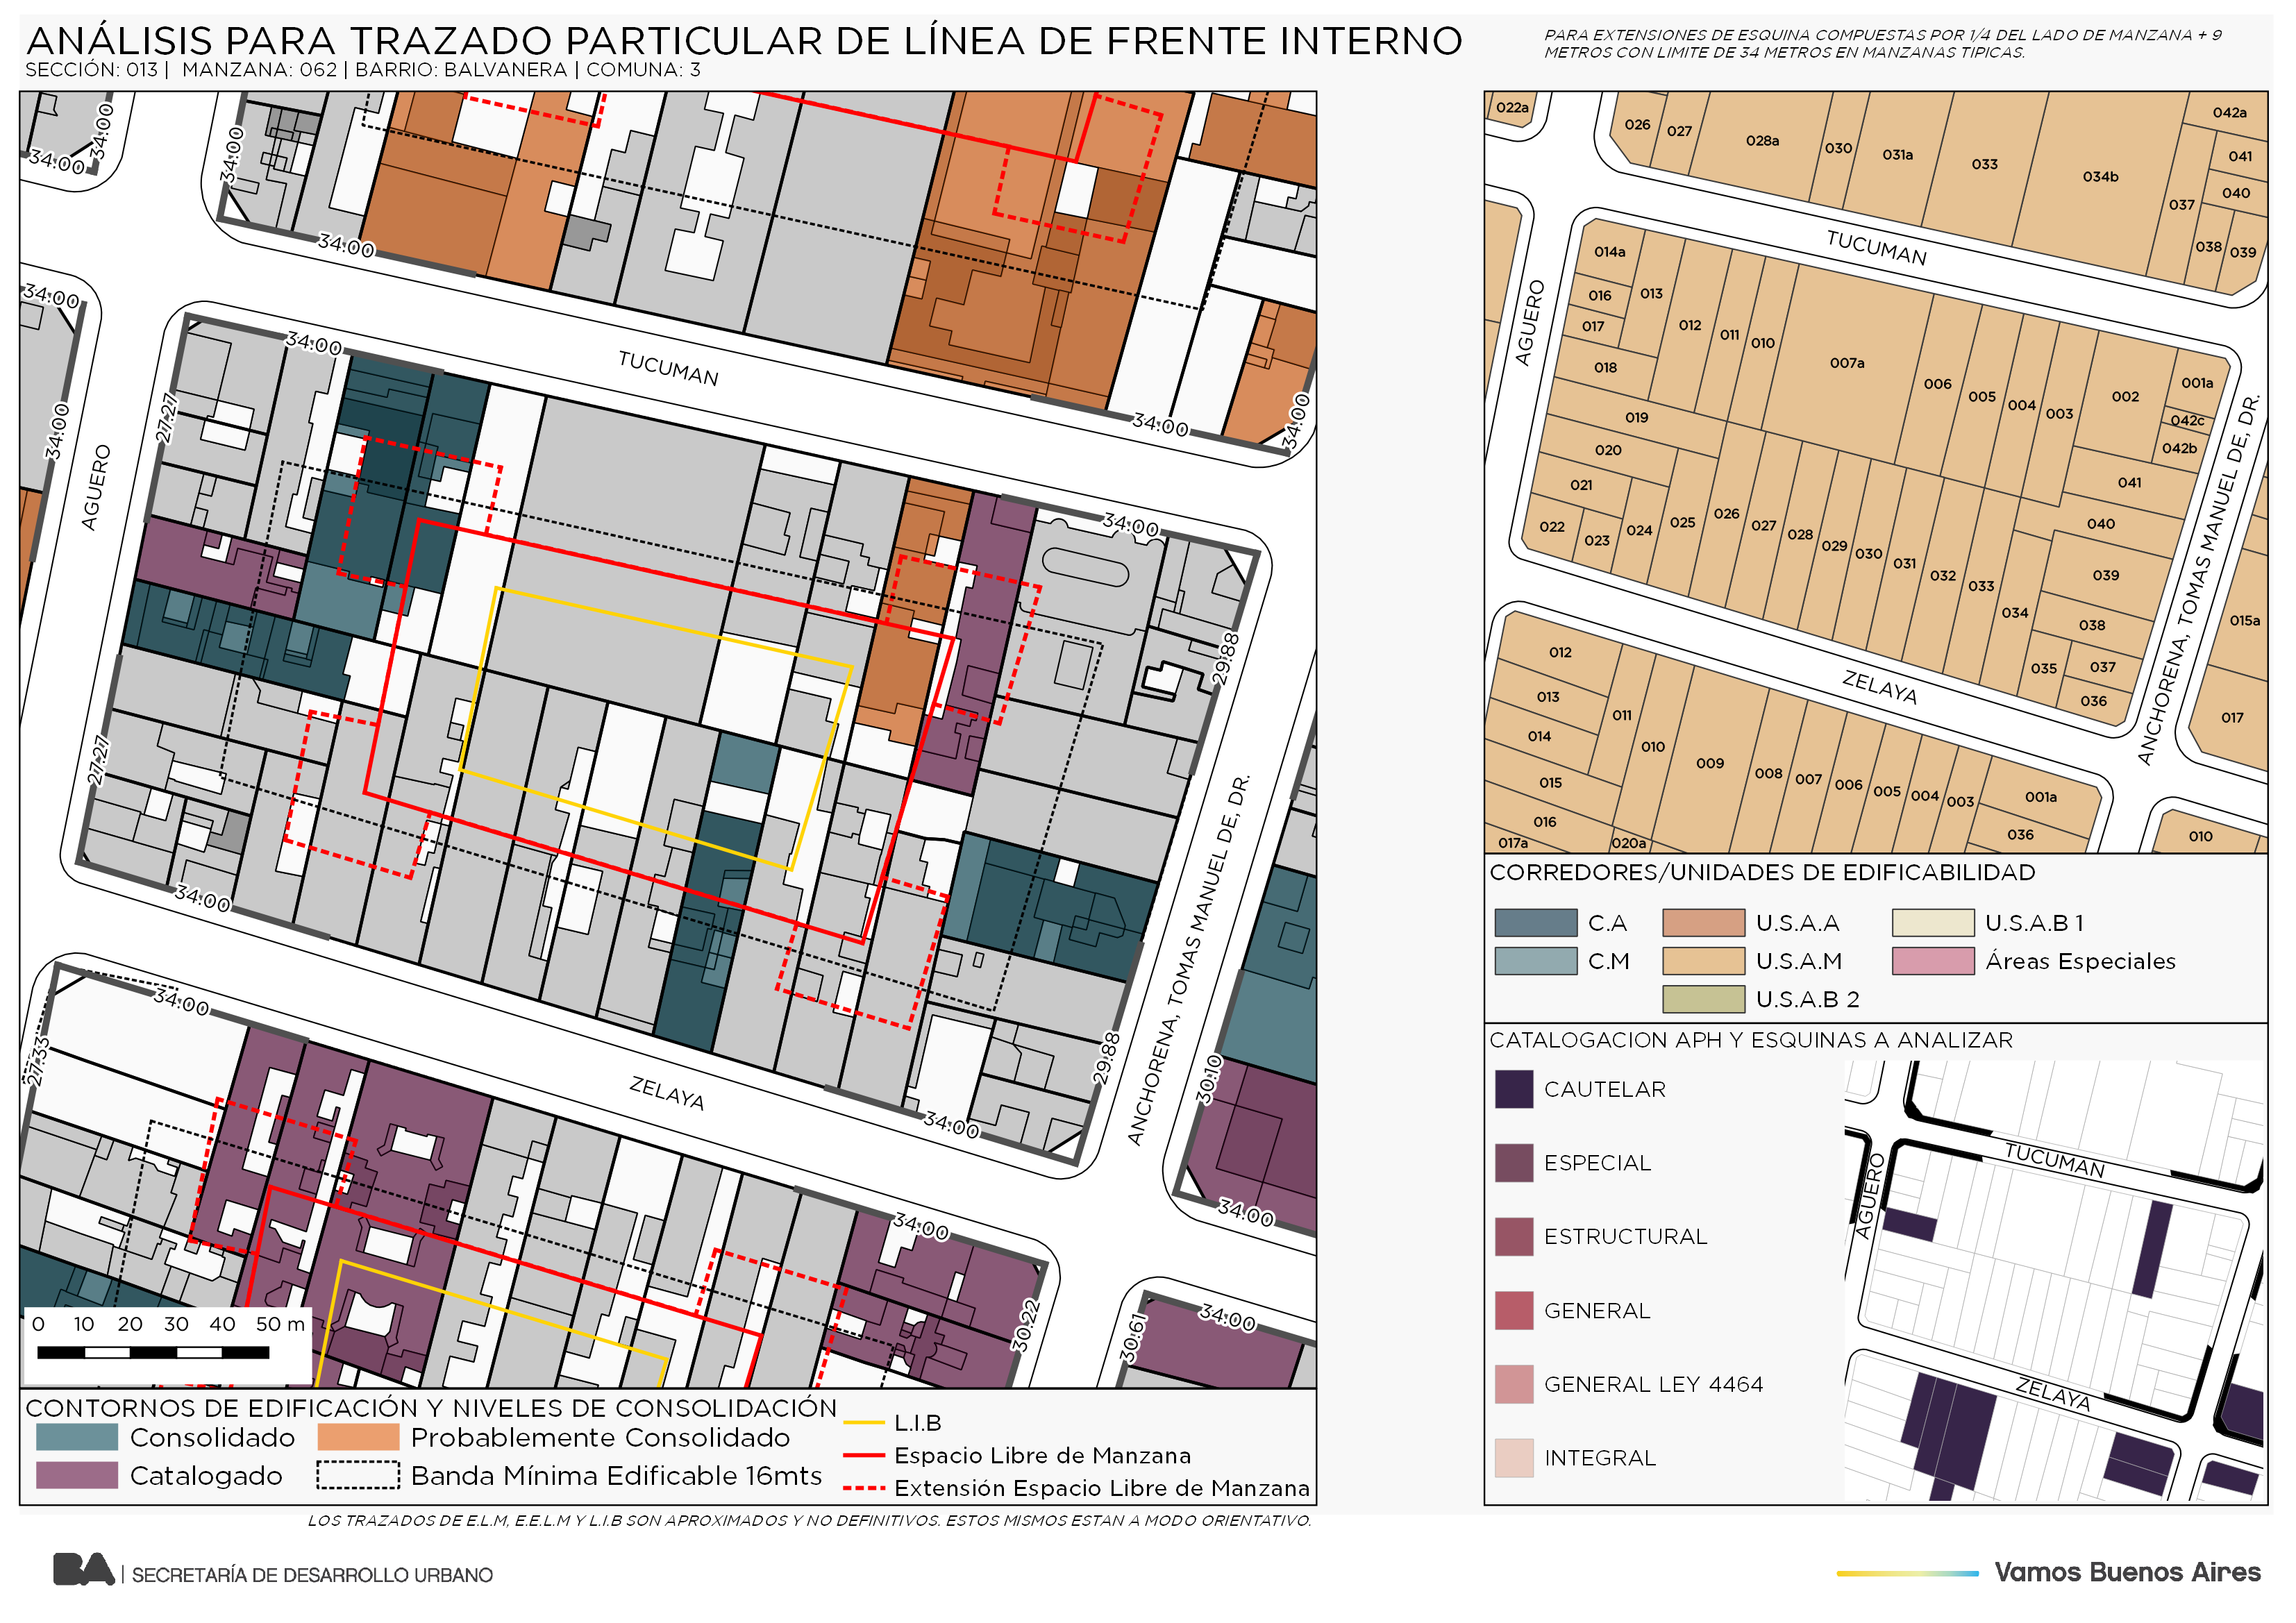 ANÁLISIS PARA TRAZADO PARTICULAR DE LÍNEA DE FRENTE INTERNO
SECCIÓN: 013 | MANZANA: 062 | BARRIO: BALVANERA | COMUNA: 3
PARA EXTENSIONES DE ESQUINA COMPUESTAS POR 1/4 DEL LADO DE MANZANA + 9
METROS CON LIMITE DE 34 METROS EN MANZANAS TIPICAS.
34:00
34:00
34:00
34:00
34:00
34:00
34:00
34:00
34:00
TUCUMAN
27:27
AGUERO
34:00
29:88
27:27
34:00
ANCHORENA, TOMAS MANUEL DE, DR.
29:88
34:00
27:33
34:00
ZELAYA
30:10
34:00
34:00
30:22
30:61
34:00
0 10 20 30 40 50 m
CONTORNOS DE EDIFICACIÓN Y NIVELES DE CONSOLIDACIÓN
Consolidado
Probablemente Consolidado
Catalogado
Banda Mínima Edificable 16mts
L.I.B
Espacio Libre de Manzana
Extensión Espacio Libre de Manzana
LOS TRAZADOS DE E.L.M, E.E.L.M Y L.I.B SON APROXIMADOS Y NO DEFINITIVOS. ESTOS MISMOS ESTAN A MODO ORIENTATIVO.
022a
026
027
028a
030
031a
033
034b
037
038
039
040
041
042a
TUCUMAN
AGUERO
014a
016
017
018
013
012
011
010
007a
006
005
004
003
002
001a
042c
042b
041
040
039
038
037
036
035
034
033
032
031
030
029
028
027
026
025
024
023
022
021
020
019
ZELAYA
ANCHORENA, TOMAS MANUEL DE, DR.
015a
017
012
013
014
015
016
017a
020a
011
010
009
008
007
006
005
004
003
001a
036
010
CORREDORES/UNIDADES DE EDIFICABILIDAD
C.A
U.S.A.A
U.S.A.B 1
C.M
U.S.A.M
Áreas Especiales
U.S.A.B 2
CATALOGACION APH Y ESQUINAS A ANALIZAR
CAUTELAR
ESPECIAL
ESTRUCTURAL
GENERAL
GENERAL LEY 4464
INTEGRAL
TUCUMAN
AGUERO
ZELAYA
BA | SECRETARÍA DE DESARROLLO URBANO
Vamos Buenos Aires